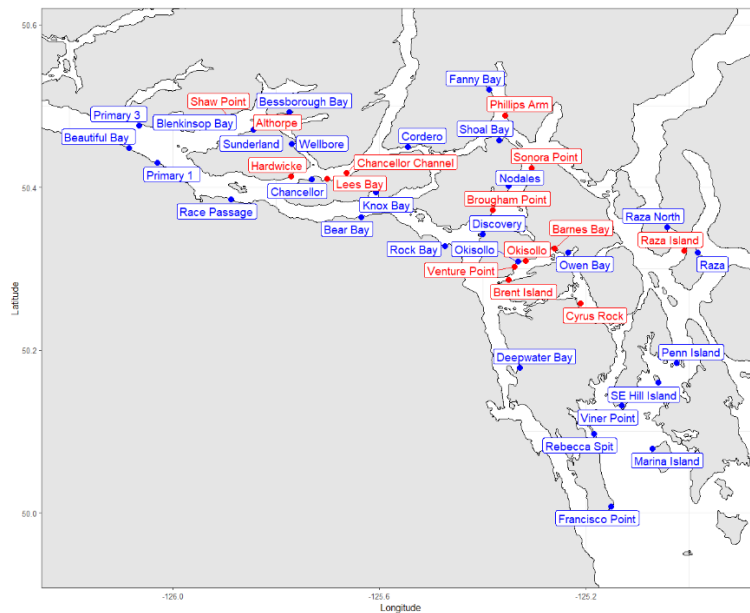 50.6
Fanny Bay
Shaw Point
Bessborough Bay
Phillips Arm
Primary 3
Blenkinsop Bay
Althorpe
Shoal Bay
Beautiful Bay
Sunderland
Wellbore
Cordero
Sonora Point
Hardwicke
Chancellor Channel
Primary 1
Chancellor
Lees Bay
Nodales
50.4
Brougham Point
Race Passage
Knox Bay
Raza North
Bear Bay
Discovery
Barnes Bay
Raza Island
Rock Bay
Okisollo
Okisollo
Owen Bay
Raza
Venture Point
Brent Island
Cyrus Rock
Latitude
50.2
Deepwater Bay
Penn Island
SE Hill Island
Viner Point
Rebecca Spit
Marina Island
50.0
Francisco Point
-126.0
-125.6
-125.2
Longitude